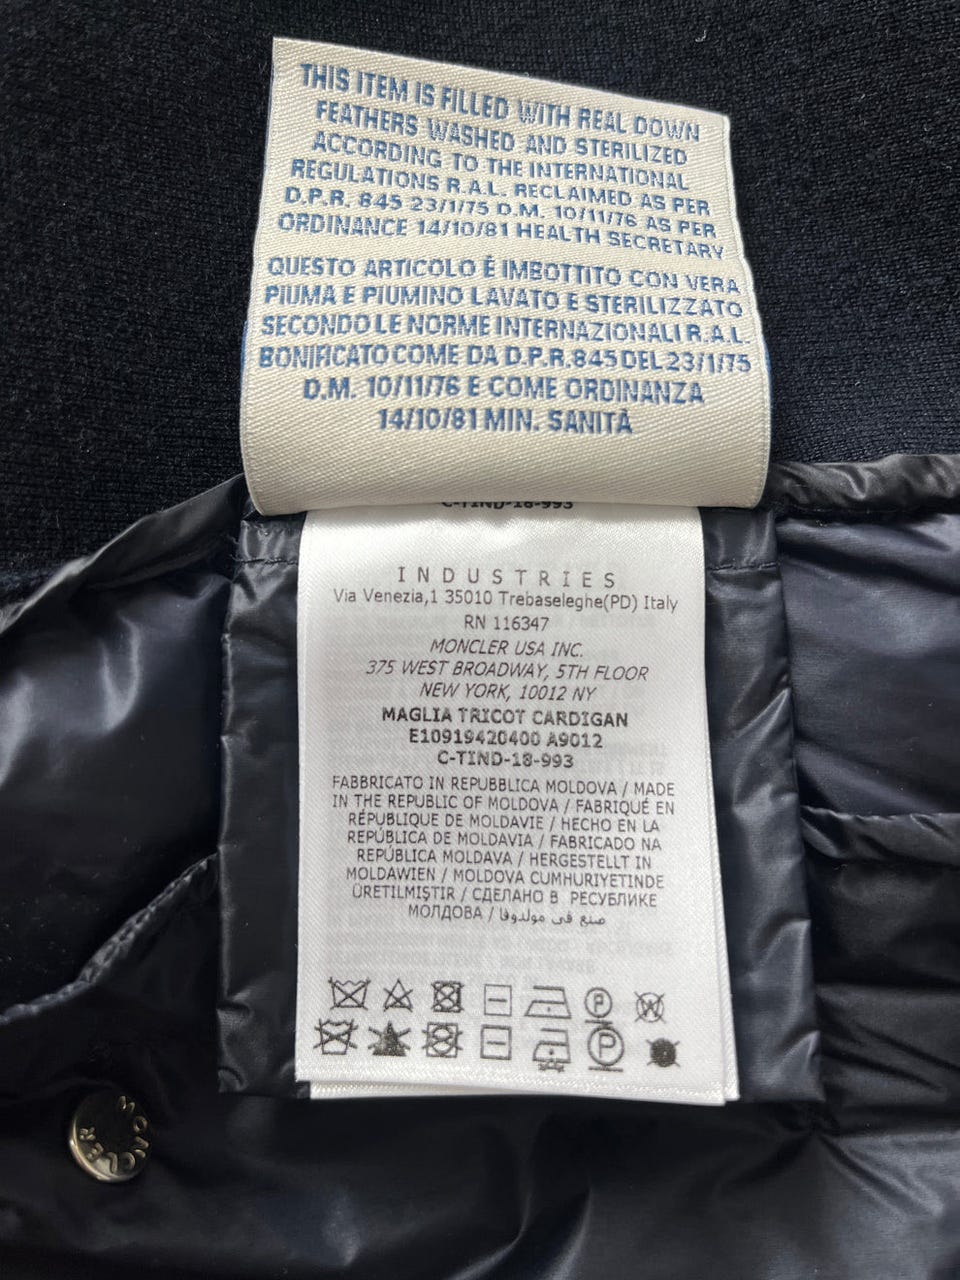 THIS ITEM IS FILLED WITH REAL DOWN
FEATHERS WASHED AND STERILIZED
ACCORDING TO THE INTERNATIONAL
REGULATIONS R.A.L. RECLAIMED AS PER
D.P.R. 845 23/1/75 D.M. 10/11/76 AS PER
ORDINANCE 14/10/81 HEALTH SECRETARY
QUESTO ARTICOLO É IMBOTTITO CON VERA
PIUMA E PIUMINO LAVATO E STERILIZZATO
SECONDO LE NORME INTERNAZIONALI R.A.L.
BONIFICATO COME DA D.P.R.845 DEL 23/1/75
D.M. 10/11/76 E COME ORDINANZA
14/10/81 MIN. SANITÀ
C-TIND-18-993
INDUSTRIES
Via Venezia,1 35010 Trebaseleghe(PD) Italy
RN 116347
MONCLER USA INC.
375 WEST BROADWAY, 5TH FLOOR
NEW YORK, 10012 NY
MAGLIA TRICOT CARDIGAN
E10919420400 A9012
C-TIND-18-993
FABBRICATO IN REPUBBLICA MOLDOVA / MADE
IN THE REPUBLIC OF MOLDOVA / FABRIQUÉ EN
RÉPUBLIQUE DE MOLDAVIE / HECHO EN LA
REPÚBLICA DE MOLDAVIA / FABRICADO NA
REPÚBLICA MOLDAVA / HERGESTELLT IN
MOLDAWIEN / MOLDOVA CUMHURIYETINDE
ÜRETILMIŞTIR / СДЕЛАНО В РЕСПУБЛИКЕ
МОЛДОВА / صنع في مولدوفا
P W
P
MONCLER